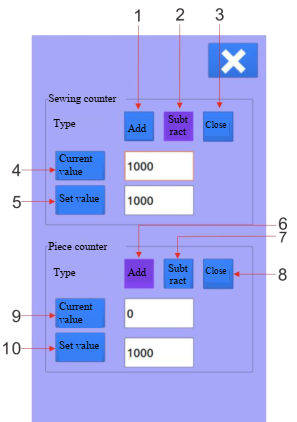 1 2 3
Sewing counter
Type Add Subt ract Close
4 Current value 1000
5 Set value 1000
6
7
Piece counter
Type Add Subt ract Close 8
9 Current value 0
10 Set value 1000